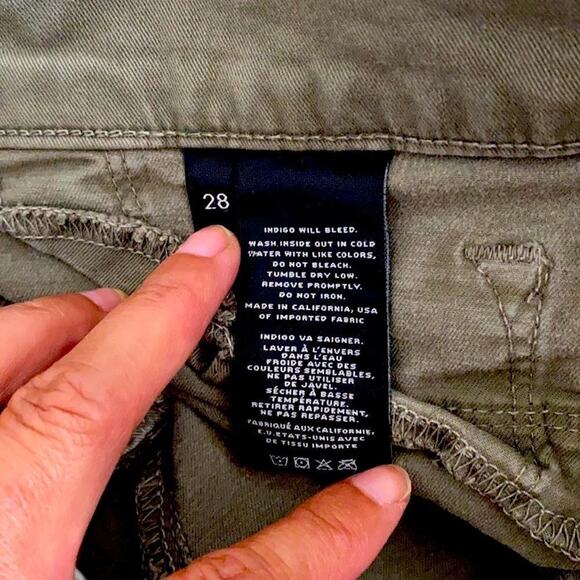 28
INDIGO WILL BLEED.
WASH INSIDE OUT IN COLD
WATER WITH LIKE COLORS,
DO NOT BLEACH.
TUMBLE DRY LOW.
REMOVE PROMPTLY.
DO NOT IRON.
MADE IN CALIFORNIA, USA
OF IMPORTED FABRIC
INDIGO VA SAIGNER.
LAVER À L'ENVERS
DANS L'EAU
FROIDE AVEC DES
COULEURS SEMBLABLES,
NE PAS UTILISER
DE JAVEL.
SÉCHER À BASSE
TEMPÉRATURE.
RETIRER RAPIDEMENT,
NE PAS REPASSER.
FABRIQUÉ AUX CALIFORNIE,
E.U.ETATS-UNIS AVEC
DE TISSU IMPORTE